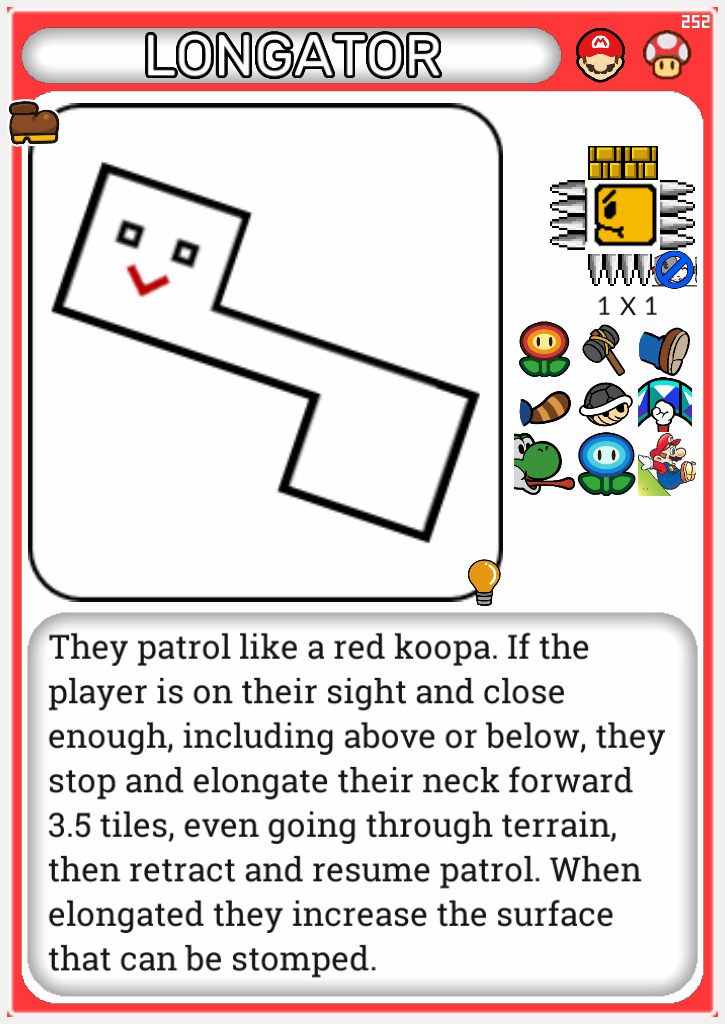 252
LONGATOR
1 X 1
They patrol like a red koopa. If the
player is on their sight and close
enough, including above or below, they
stop and elongate their neck forward
3.5 tiles, even going through terrain,
then retract and resume patrol. When
elongated they increase the surface
that can be stomped.